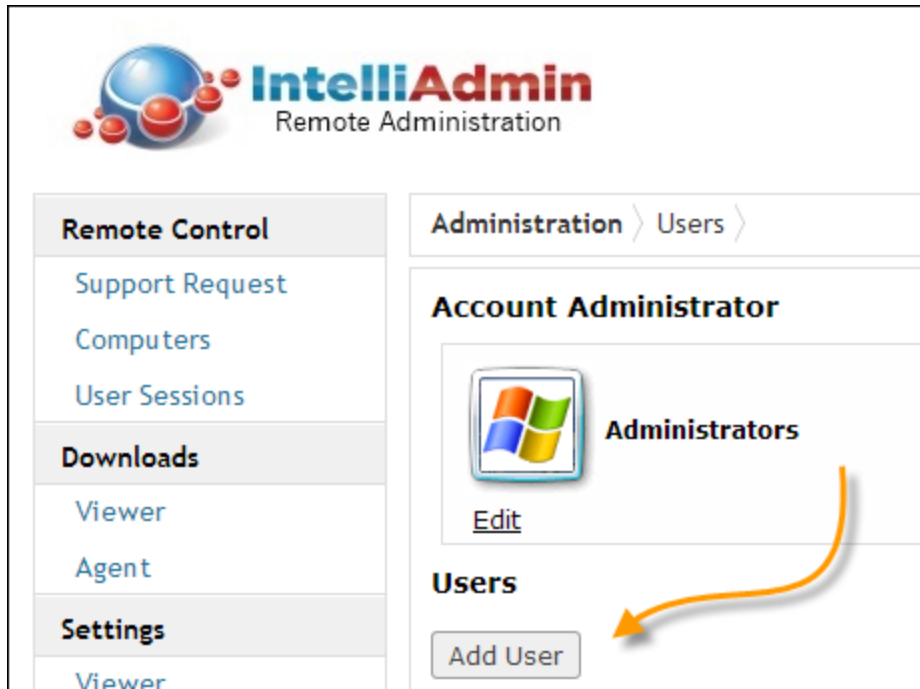 IntelliAdmin
Remote Administration
Remote Control
Support Request
Computers
User Sessions
Downloads
Viewer
Agent
Settings
Viewer
Administration Users
Account Administrator
Administrators
Edit
Users
Add User